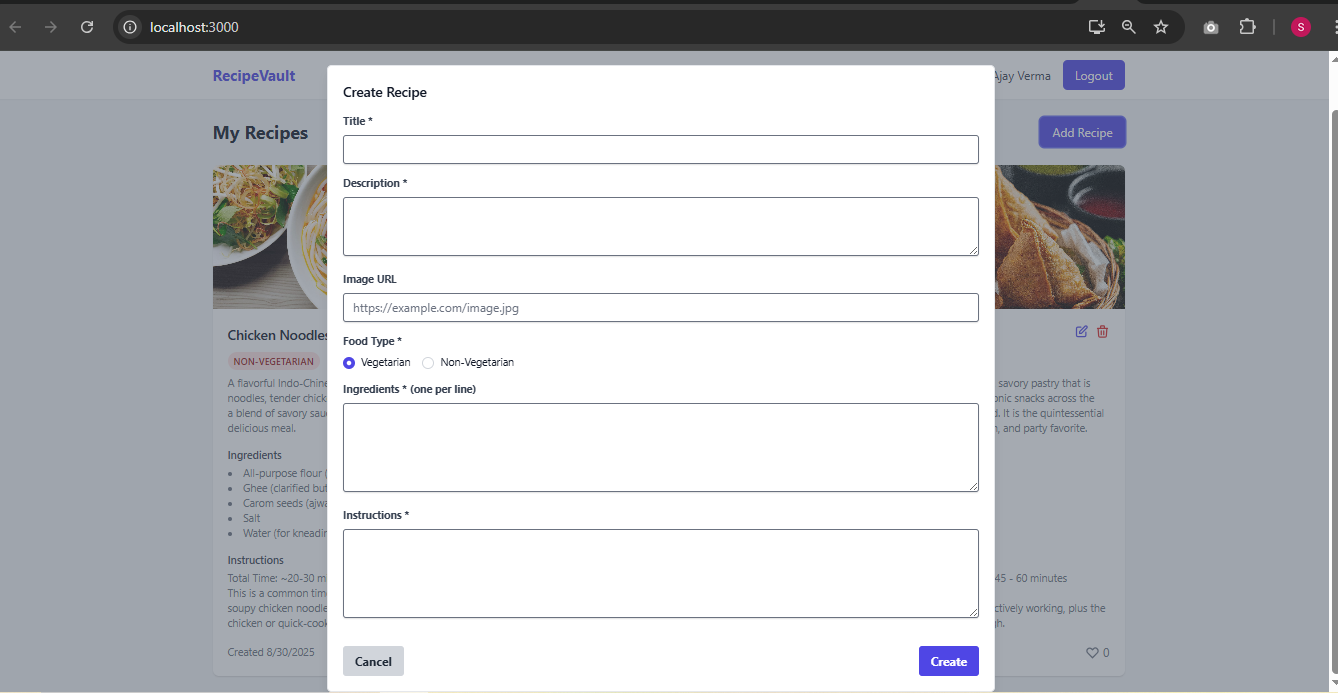 localhost:3000
S
RecipeVault
Ajay Verma
Logout
My Recipes
Add Recipe
Create Recipe
Title *
Description *
Image URL
https://example.com/image.jpg
Food Type *
Vegetarian
Non-Vegetarian
Ingredients * (one per line)
Instructions *
Cancel
Create
Chicken Noodles
NON-VEGETARIAN
A flavorful Indo-Chine
noodles, tender chick
a blend of savory sau
delicious meal.
Ingredients
All-purpose flour (
Ghee (clarified but
Carom seeds (ajwa
Salt
Water (for kneadin
Instructions
Total Time: ~20-30 m
This is a common tim
soupy chicken noodle
chicken or quick-cook
Created 8/30/2025
savory pastry that is
onic snacks across the
d. It is the quintessential
n, and party favorite.
45 - 60 minutes
ctively working, plus the
gh.
0